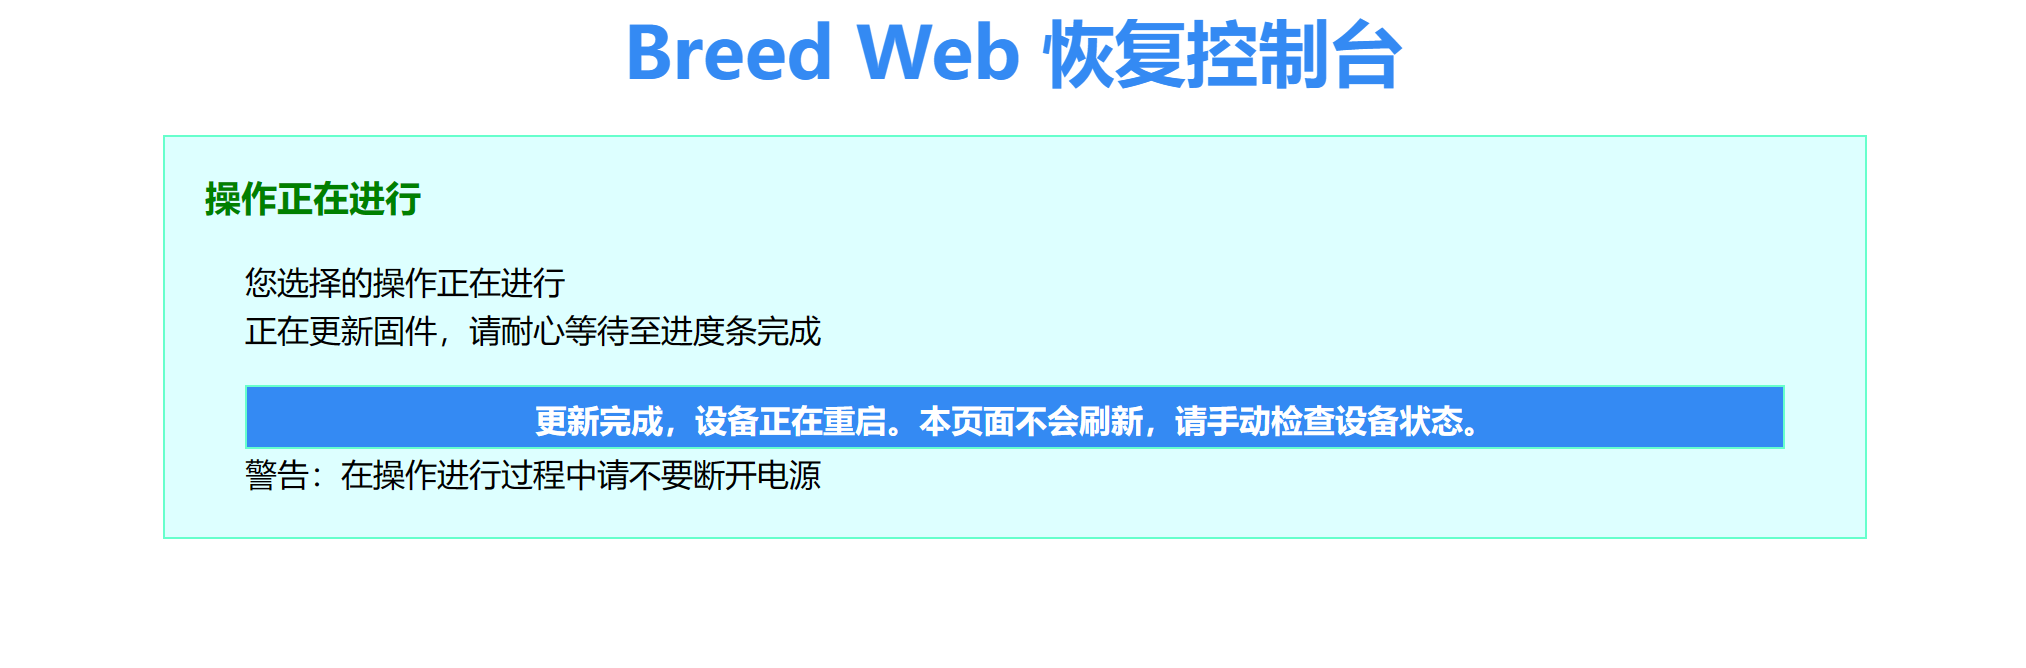 Breed Web 恢复控制台
操作正在进行
您选择的操作正在进行
正在更新固件，请耐心等待至进度条完成
更新完成，设备正在重启。本页面不会刷新，请手动检查设备状态。
警告：在操作进行过程中请不要断开电源